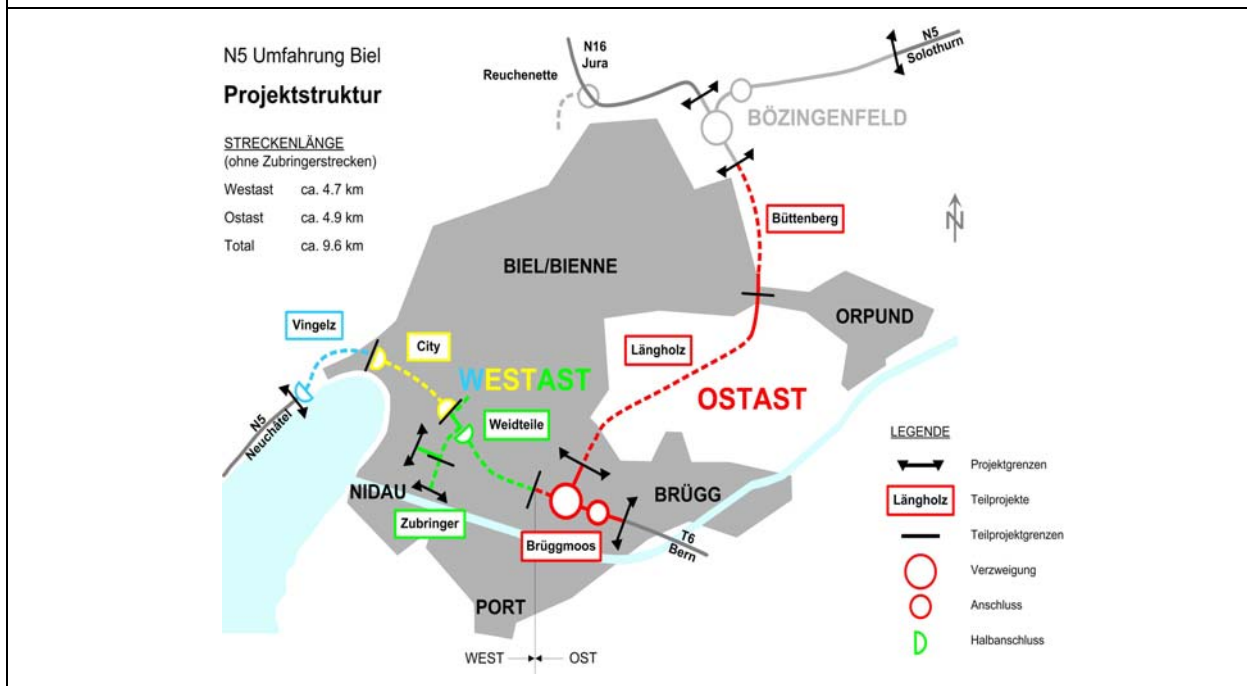 N5 Umfahrung Biel
Projektstruktur
STRECKENLÄNGE
(ohne Zubringerstrecken)
Westast ca. 4.7 km
Ostast ca. 4.9 km
Total ca. 9.6 km
N16
Jura
Reuchenette
N5
Solothurn
BÖZINGENFELD
N
Büttenberg
BIEL/BIENNE
ORPUND
Vingelz
City
Längholz
WESTAST
OSTAST
Weidteile
N5
Neuchâtel
NIDAU
BRÜGG
Zubringer
Brüggmoos
T6
Bern
PORT
WEST
OST
LEGENDE
Projektgrenzen
Längholz
Teilprojekte
Teilprojektgrenzen
Verzweigung
Anschluss
Halbanschluss